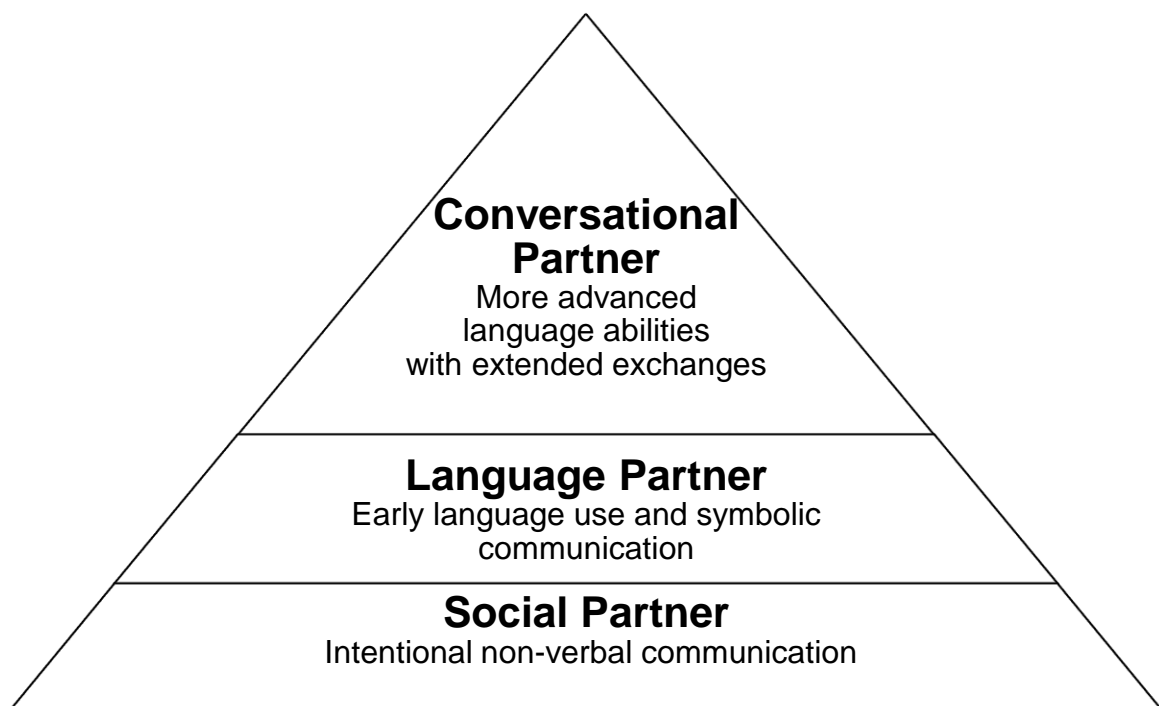 Conversational
Partner
More advanced
language abilities
with extended exchanges
Language Partner
Early language use and symbolic
communication
Social Partner
Intentional non-verbal communication